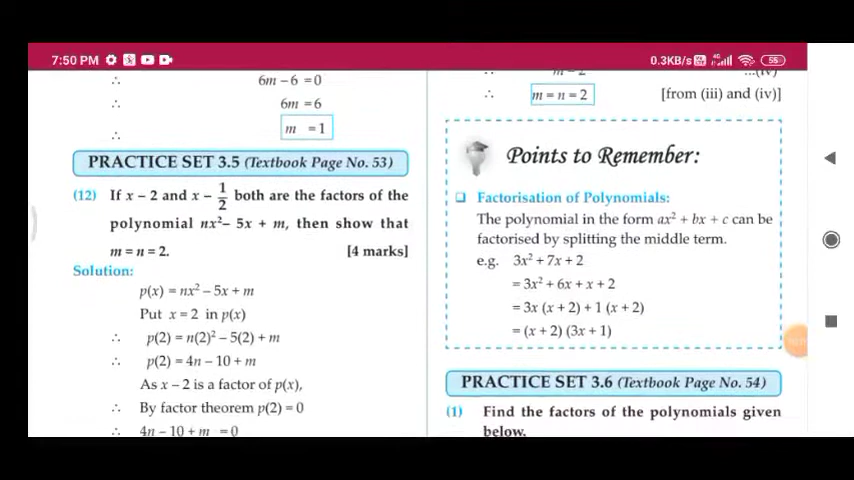 7:50 PM
0.3KB/s
55
∴ 6m – 6 = 0
∴ 6m = 6
∴ m = 1
PRACTICE SET 3.5 (Textbook Page No. 53)
(12) If x – 2 and x – 1/2 both are the factors of the
polynomial nx² – 5x + m, then show that
m = n = 2. [4 marks]
Solution:
p(x) = nx² – 5x + m
Put x = 2 in p(x)
∴ p(2) = n(2)² – 5(2) + m
∴ p(2) = 4n – 10 + m
As x – 2 is a factor of p(x),
∴ By factor theorem p(2) = 0
∴ 4n – 10 + m = 0
∴ m = 2 ...(iv)
∴ m = n = 2 [from (iii) and (iv)]
Points to Remember:
❑ Factorisation of Polynomials:
The polynomial in the form ax² + bx + c can be
factorised by splitting the middle term.
e.g. 3x² + 7x + 2
= 3x² + 6x + x + 2
= 3x (x + 2) + 1 (x + 2)
= (x + 2) (3x + 1)
PRACTICE SET 3.6 (Textbook Page No. 54)
(1) Find the factors of the polynomials given
below.